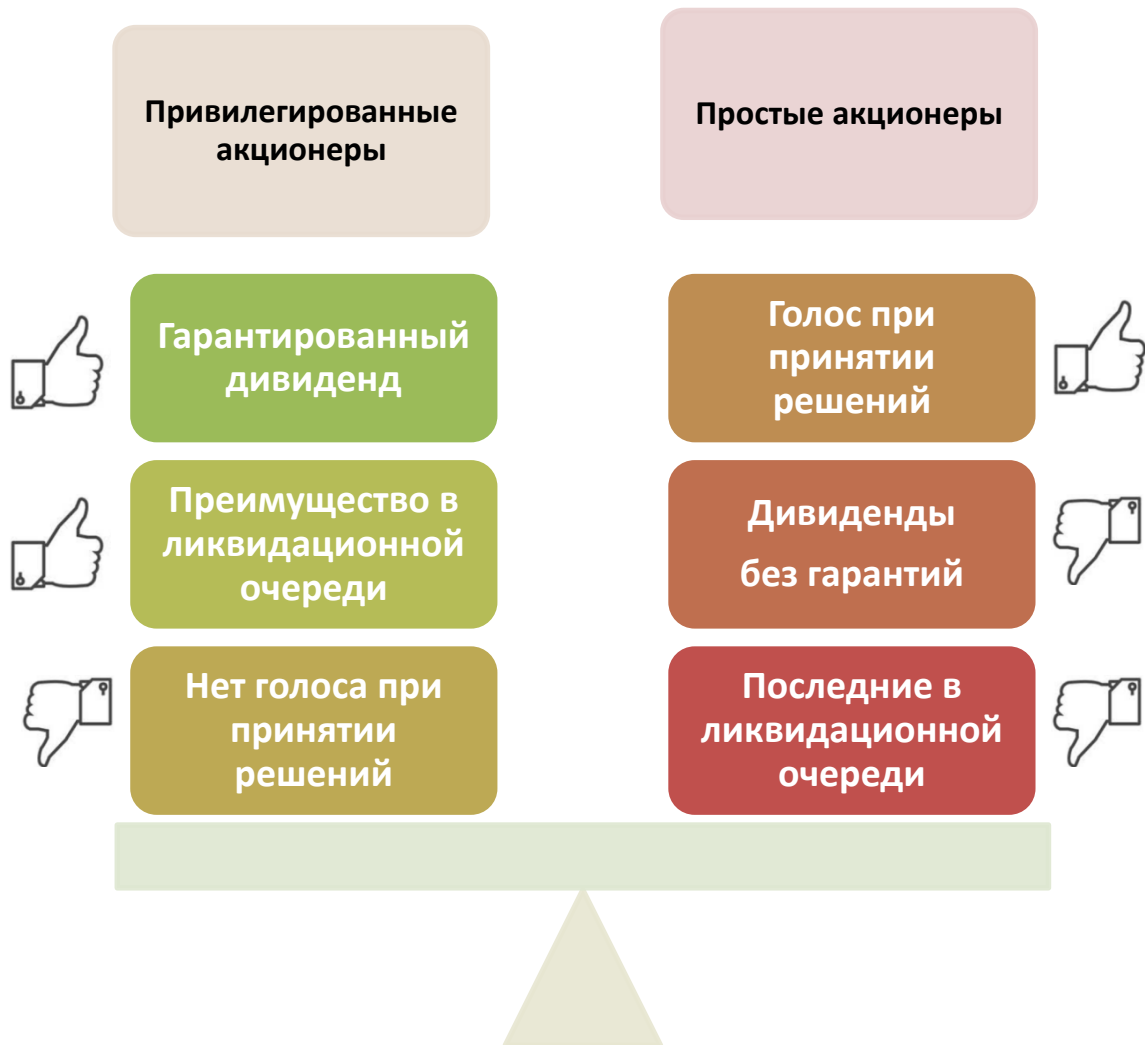 Привилегированные
акционеры
Простые акционеры
Гарантированный
дивиденд
Преимущество в
ликвидационной
очереди
Нет голоса при
принятии
решений
Голос при
принятии
решений
Дивиденды
без гарантий
Последние в
ликвидационной
очереди